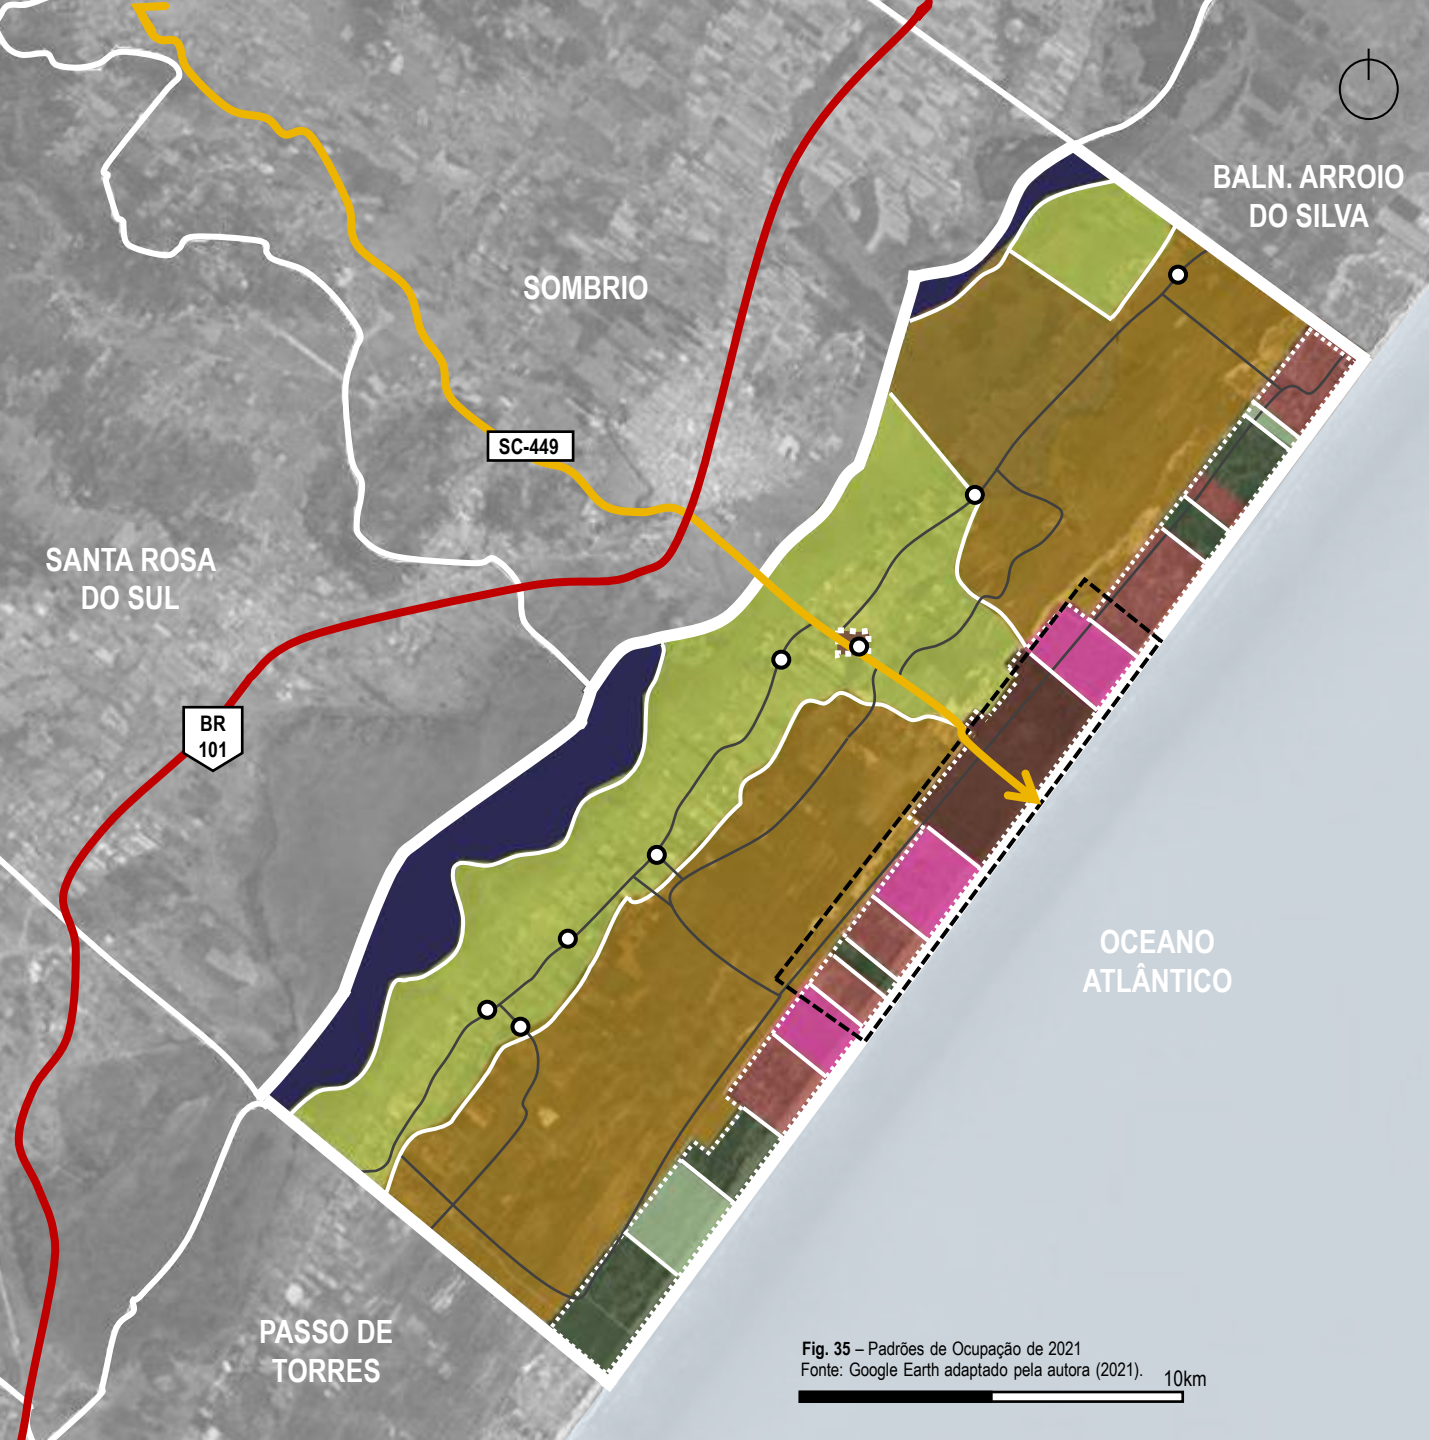 BALN. ARROIO
DO SILVA
SOMBRIO
SC-449
SANTA ROSA
DO SUL
BR
101
OCEANO
ATLÂNTICO
PASSO DE
TORRES
Fig. 35 – Padrões de Ocupação de 2021
Fonte: Google Earth adaptado pela autora (2021).
10km